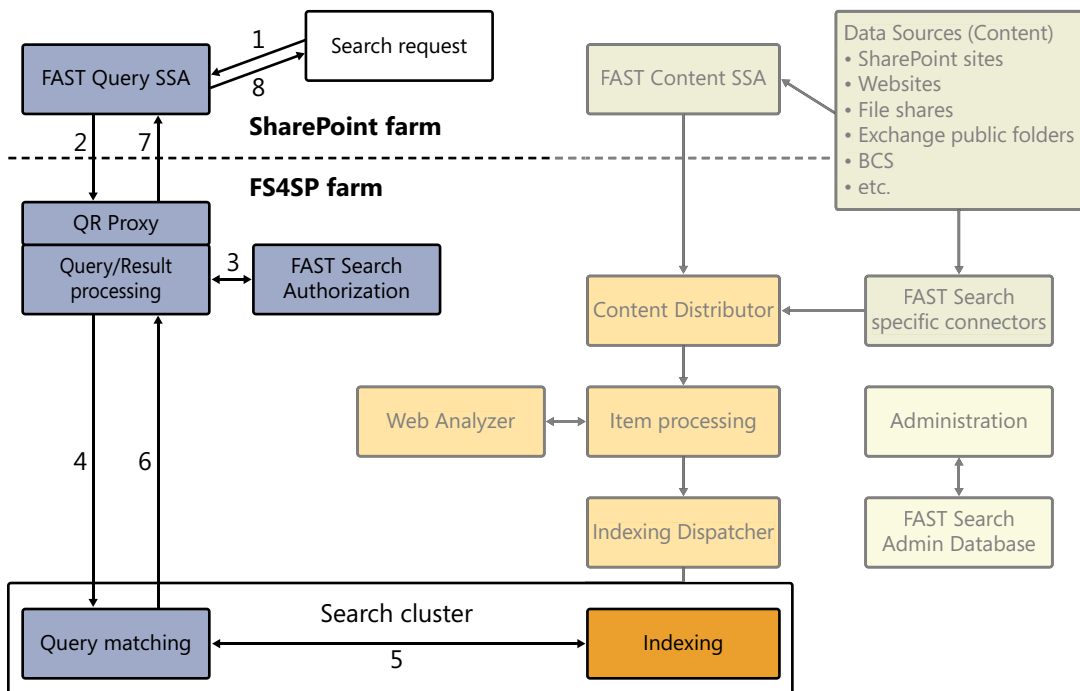 1
Search request
FAST Query SSA
8
2
7
SharePoint farm
FS4SP farm
QR Proxy
Query/Result
processing
3
FAST Search
Authorization
4
6
Search cluster
Query matching
5
Indexing
FAST Content SSA
Data Sources (Content)
• SharePoint sites
• Websites
• File shares
• Exchange public folders
• BCS
• etc.
Content Distributor
FAST Search
specific connectors
Web Analyzer
Item processing
Administration
Indexing Dispatcher
FAST Search
Admin Database